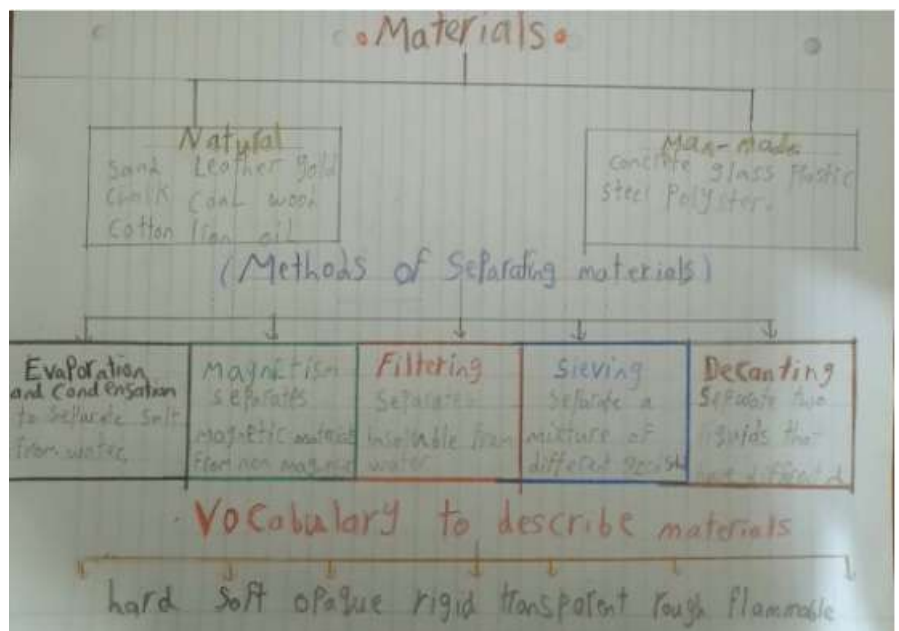 • Materials •
Natural
Sand Leather gold
Chalk Coal wood
Cotton Iron oil
Man-made
Concrete glass Plastic
Steel Polyster.
(Methods of Separating materials)
Evaporation
and Condensation
to Separate Salt
from water
Magnetism
separates
Magnetic material
from non magnetic
Filtering
Separates
insoluble from
water
Sieving
Separate a
mixture of
different
Decanting
Separate two
liquids that
different
Vocabulary to describe materials
hard Soft opaque rigid transparent rough flammable